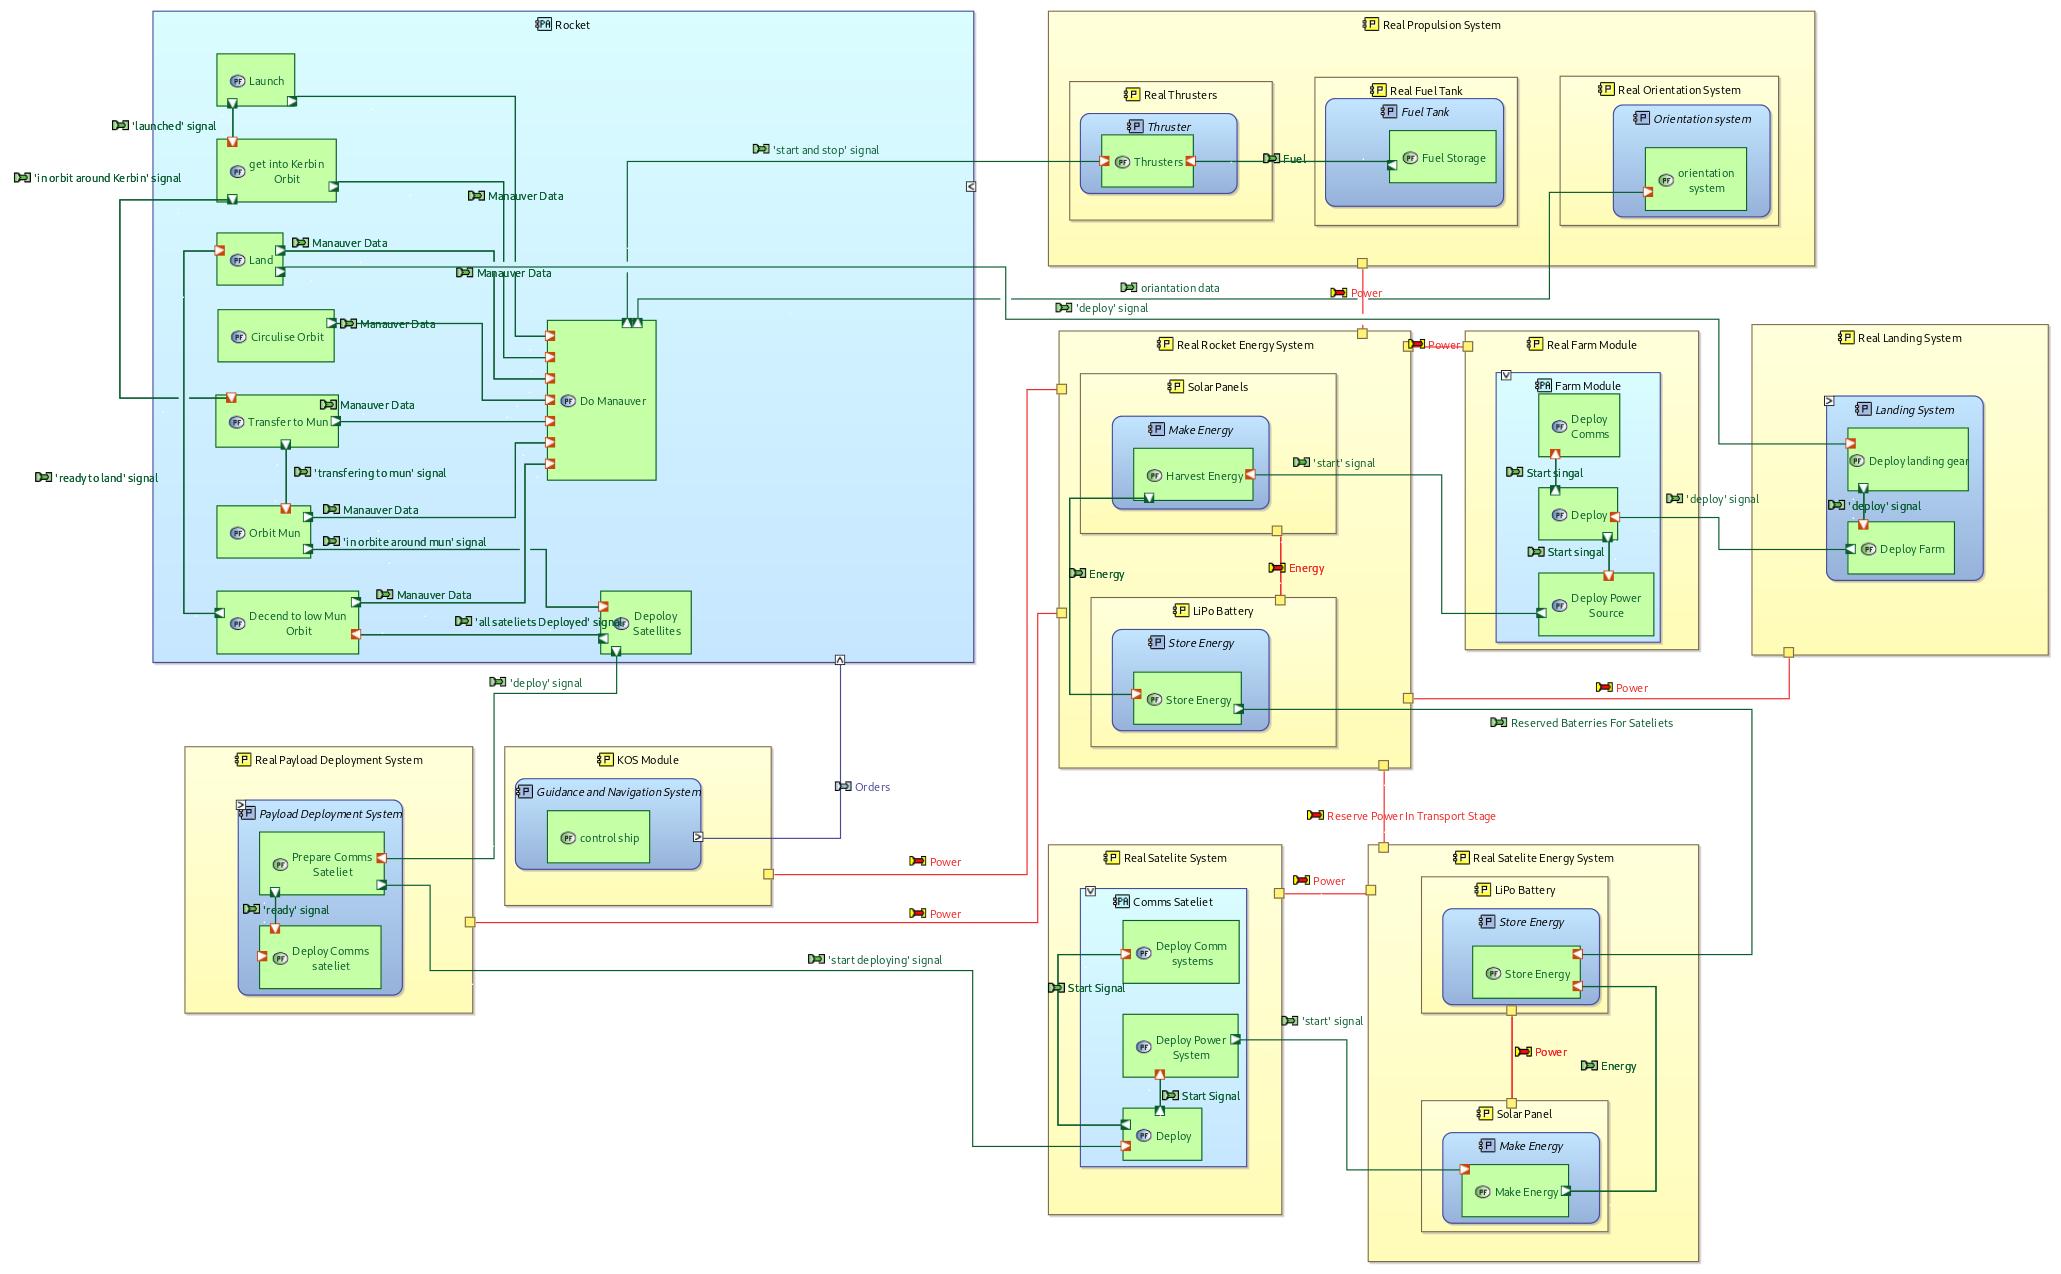 Rocket
Launch
'launched' signal
get into Kerbin
Orbit
'in orbit around Kerbin' signal
Manauver Data
Land
Manauver Data
Manauver Data
Circulise Orbit
Manauver Data
Do Manauver
Transfer to Mun
Manauver Data
'transfering to mun' signal
'ready to land' signal
Orbit Mun
Manauver Data
'in orbite around mun' signal
Decend to low Mun
Orbit
Manauver Data
'all sateliets Deployed' signal
Depoloy
Satellites
'start and stop' signal
Real Propulsion System
Real Thrusters
Thruster
Thrusters
Fuel
Real Fuel Tank
Fuel Tank
Fuel Storage
Real Orientation System
Orientation system
orientation
system
oriantation data
Power
'deploy' signal
Real Rocket Energy System
Power
Solar Panels
Make Energy
Harvest Energy
'start' signal
Energy
Energy
LiPo Battery
Store Energy
Store Energy
Real Farm Module
Farm Module
Deploy
Comms
Start singal
Deploy
Start singal
Deploy Power
Source
'deploy' signal
Real Landing System
Landing System
Deploy landing gear
'deploy' signal
Deploy Farm
Power
Reserved Baterries For Sateliets
'deploy' signal
Real Payload Deployment System
Payload Deployment System
Prepare Comms
Sateliet
'ready' signal
Deploy Comms
sateliet
KOS Module
Guidance and Navigation System
control ship
Orders
Power
Power
'start deploying' signal
Reserve Power In Transport Stage
Real Satelite System
Comms Sateliet
Deploy Comm
systems
Start Signal
Deploy Power
System
Start Signal
Deploy
Power
'start' signal
Real Satelite Energy System
LiPo Battery
Store Energy
Store Energy
Power
Energy
Solar Panel
Make Energy
Make Energy